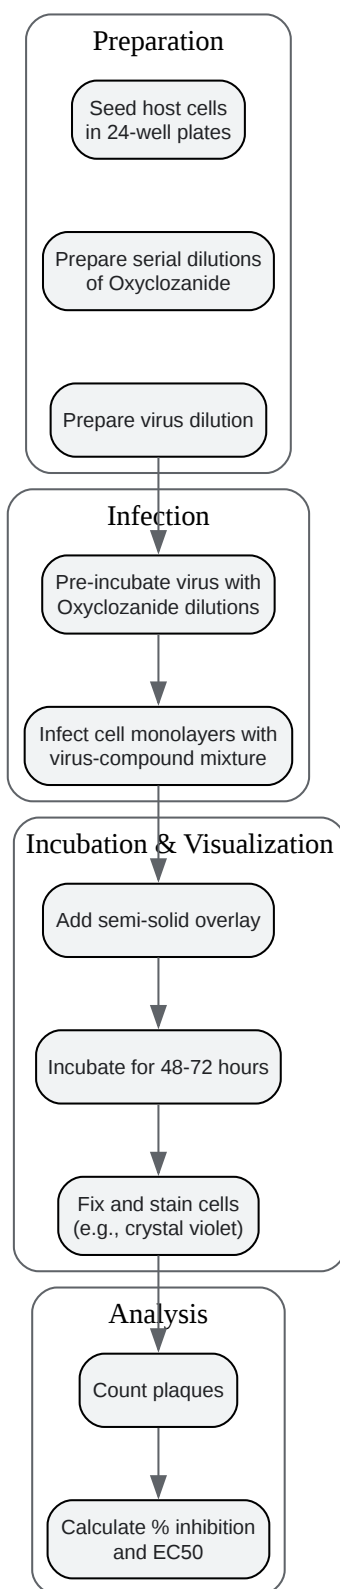 Preparation
Seed host cells
in 24-well plates
Prepare serial dilutions
of Oxyclozanide
Prepare virus dilution
Infection
Pre-incubate virus with
Oxyclozanide dilutions
Infect cell monolayers with
virus-compound mixture
Incubation & Visualization
Add semi-solid overlay
Incubate for 48-72 hours
Fix and stain cells
(e.g., crystal violet)
Analysis
Count plaques
Calculate % inhibition
and EC50